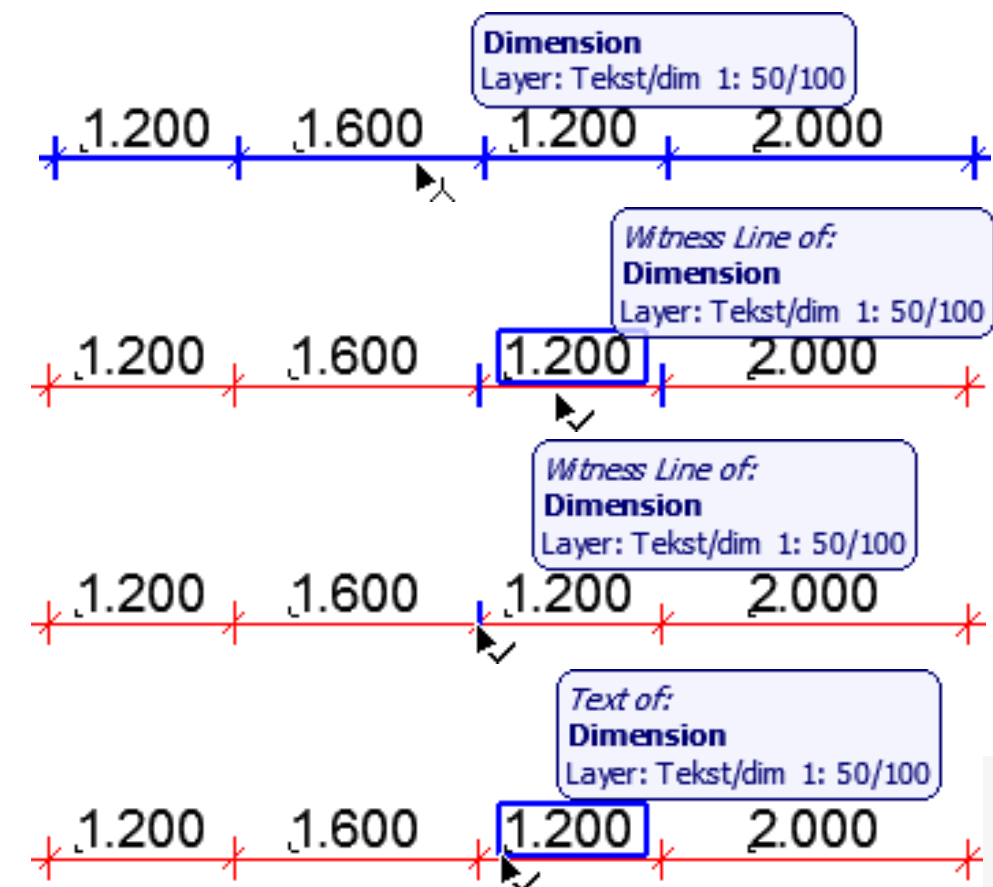 Dimension
Layer: Tekst/dim 1: 50/100
1.200 1.600 1.200 2.000
Witness Line of:
Dimension
Layer: Tekst/dim 1: 50/100
1.200 1.600 1.200 2.000
Witness Line of:
Dimension
Layer: Tekst/dim 1: 50/100
1.200 1.600 1.200 2.000
Text of:
Dimension
Layer: Tekst/dim 1: 50/100
1.200 1.600 1.200 2.000